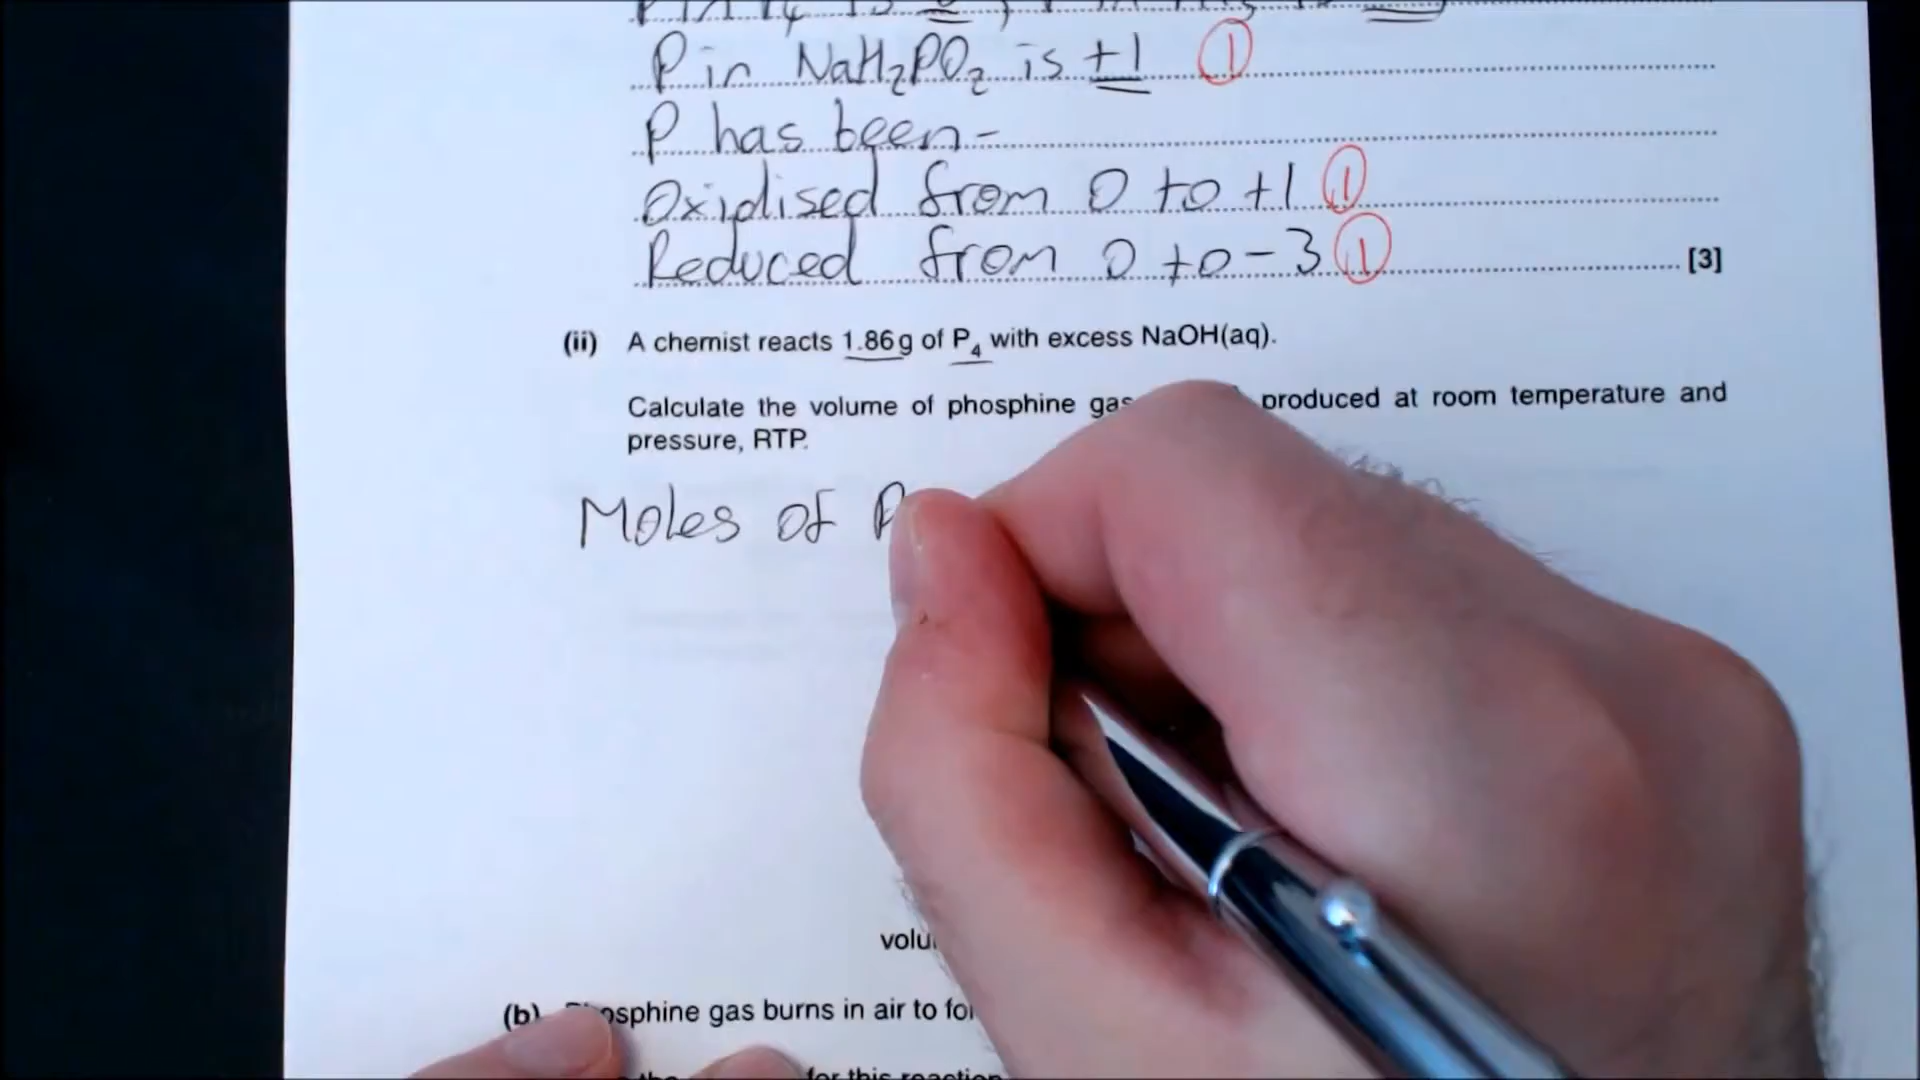 P in NaH₂PO₂ is +1 ①
P has been-
Oxidised from 0 to +1 ①
Reduced from 0 to -3 ① [3]
(ii) A chemist reacts 1.86 g of P₄ with excess NaOH(aq).
Calculate the volume of phosphine gas produced at room temperature and
pressure, RTP.
Moles of P
(b) gas burns in air to
for this reaction